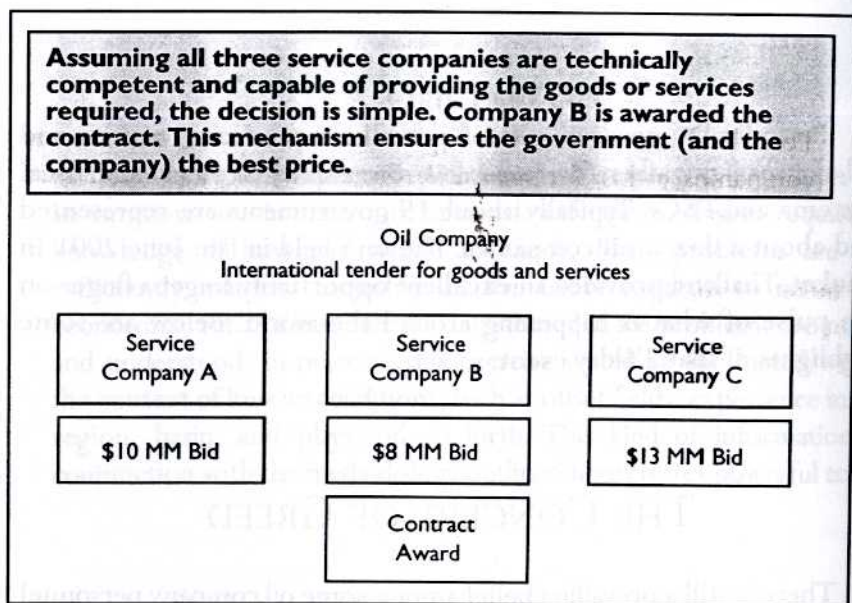 Assuming all three service companies are technically
competent and capable of providing the goods or services
required, the decision is simple. Company B is awarded the
contract. This mechanism ensures the government (and the
company) the best price.
Oil Company
International tender for goods and services
Service
Company A
Service
Company B
Service
Company C
$10 MM Bid
$8 MM Bid
$13 MM Bid
Contract
Award